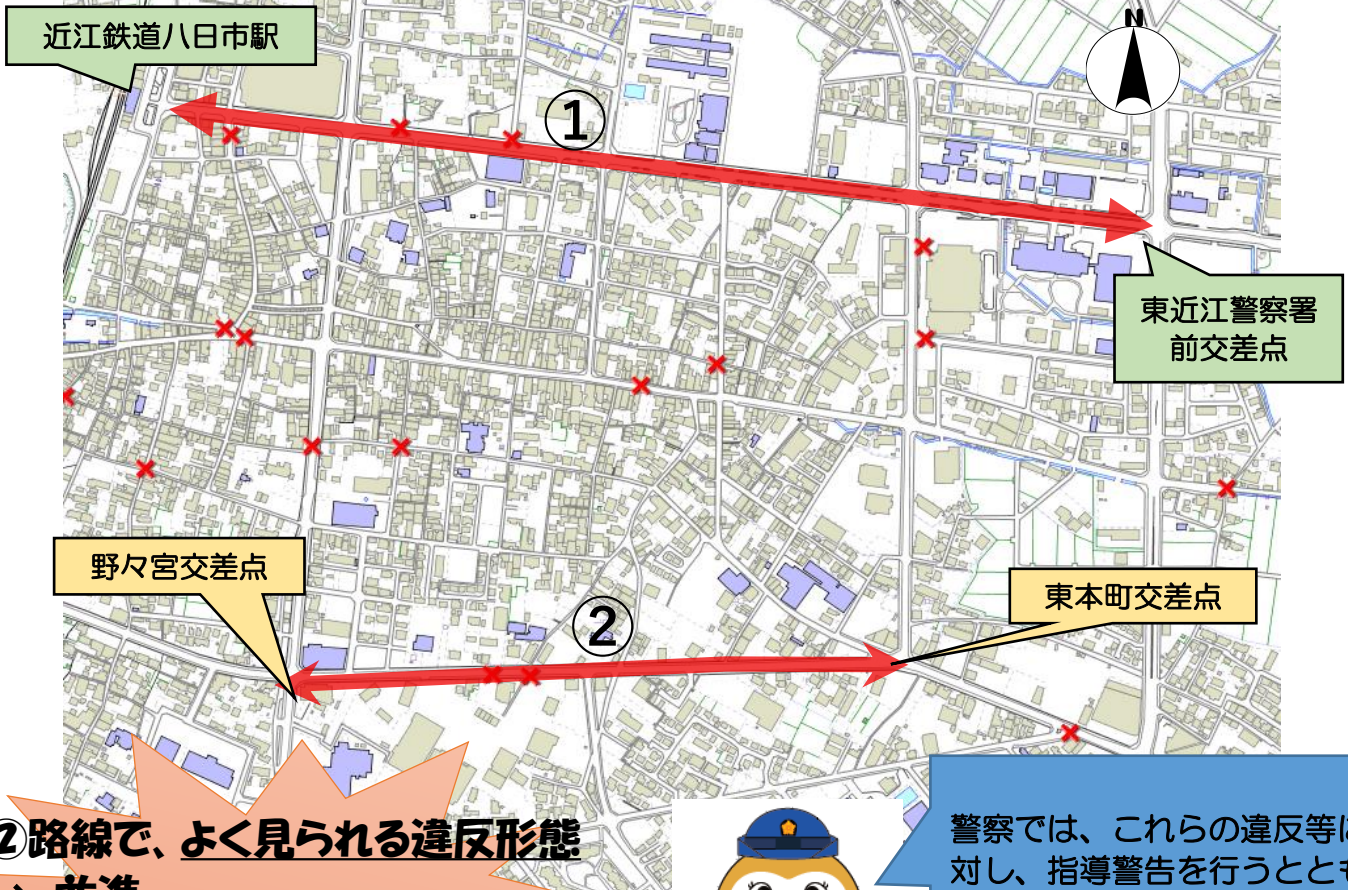 近江鉄道八日市駅
N
①
東近江警察署
前交差点
野々宮交差点
東本町交差点
②
②路線で、よく見られる違反形態
警察では、これらの違反等に
対し、指導警告を行うととも